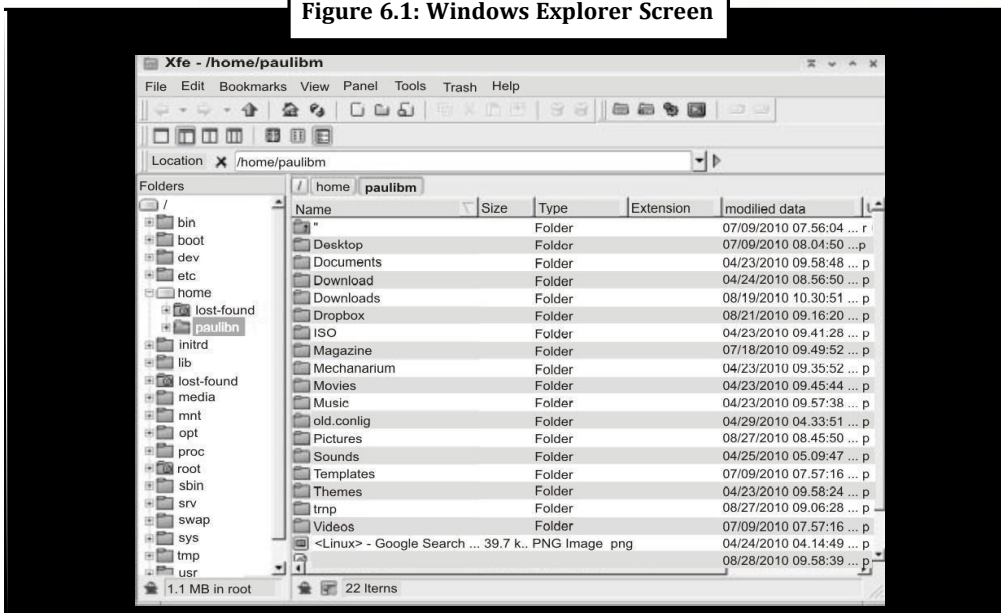 Figure 6.1: Windows Explorer Screen
Xfe - /home/paulibm
File Edit Bookmarks View Panel Tools Trash Help
Location /home/paulibm
Folders
/
bin
boot
dev
etc
home
lost-found
paulibn
initrd
lib
lost-found
media
mnt
opt
proc
root
sbin
srv
swap
sys
tmp
usr
1.1 MB in root
/ home paulibm
Name Size Type Extension modilied data
" Folder 07/09/2010 07.56:04 ... r
Desktop Folder 07/09/2010 08.04:50 ...p
Documents Folder 04/23/2010 09.58:48 ... p
Download Folder 04/24/2010 08.56:50 ... p
Downloads Folder 08/19/2010 10.30:51 ... p
Dropbox Folder 08/21/2010 09.16:20 ... p
ISO Folder 04/23/2010 09.41:28 ... p
Magazine Folder 07/18/2010 09.49:52 ... p
Mechanarium Folder 04/23/2010 09.35:52 ... p
Movies Folder 04/23/2010 09.45:44 ... p
Music Folder 04/23/2010 09.57:38 ... p
old.conlig Folder 04/29/2010 04.33:51 ... p
Pictures Folder 08/27/2010 08.45:50 ... p
Sounds Folder 04/25/2010 05.09:47 ... p
Templates Folder 07/09/2010 07.57:16 ... p
Themes Folder 04/23/2010 09.58:24 ... p
trnp Folder 08/27/2010 09.06:28 ... p
Videos Folder 07/09/2010 07.57:16 ... p
<Linux> - Google Search ... 39.7 k.. PNG Image png 04/24/2010 04.14:49 ... p
08/28/2010 09.58:39 ... p
22 Iterns